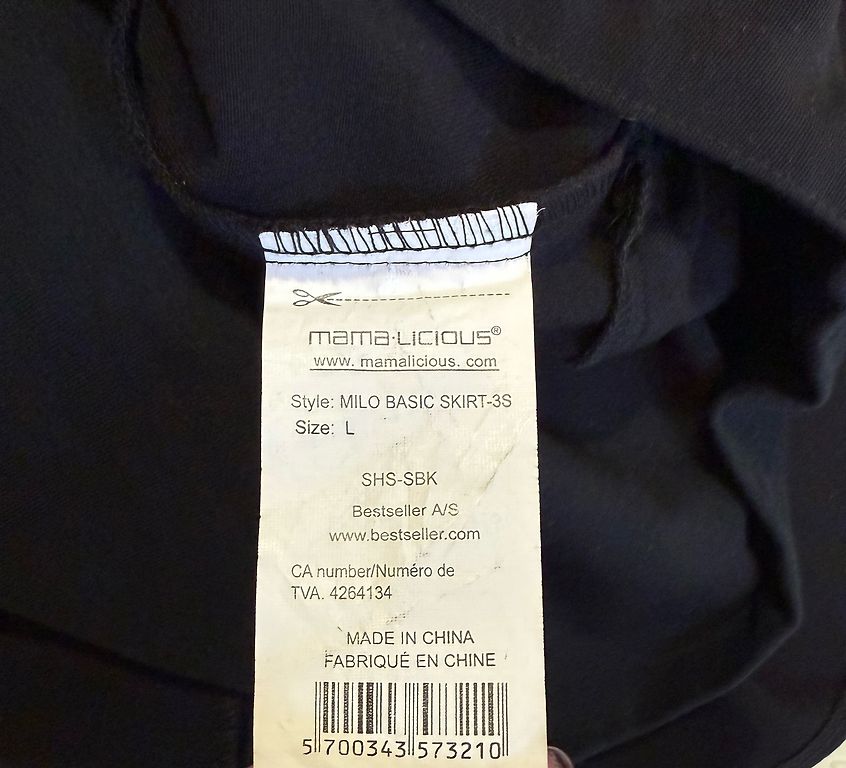 mama·licious®
www. mamalicious. com
Style: MILO BASIC SKIRT-3S
Size: L
SHS-SBK
Bestseller A/S
www.bestseller.com
CA number/Numéro de
TVA. 4264134
MADE IN CHINA
FABRIQUÉ EN CHINE
5 700343 573210